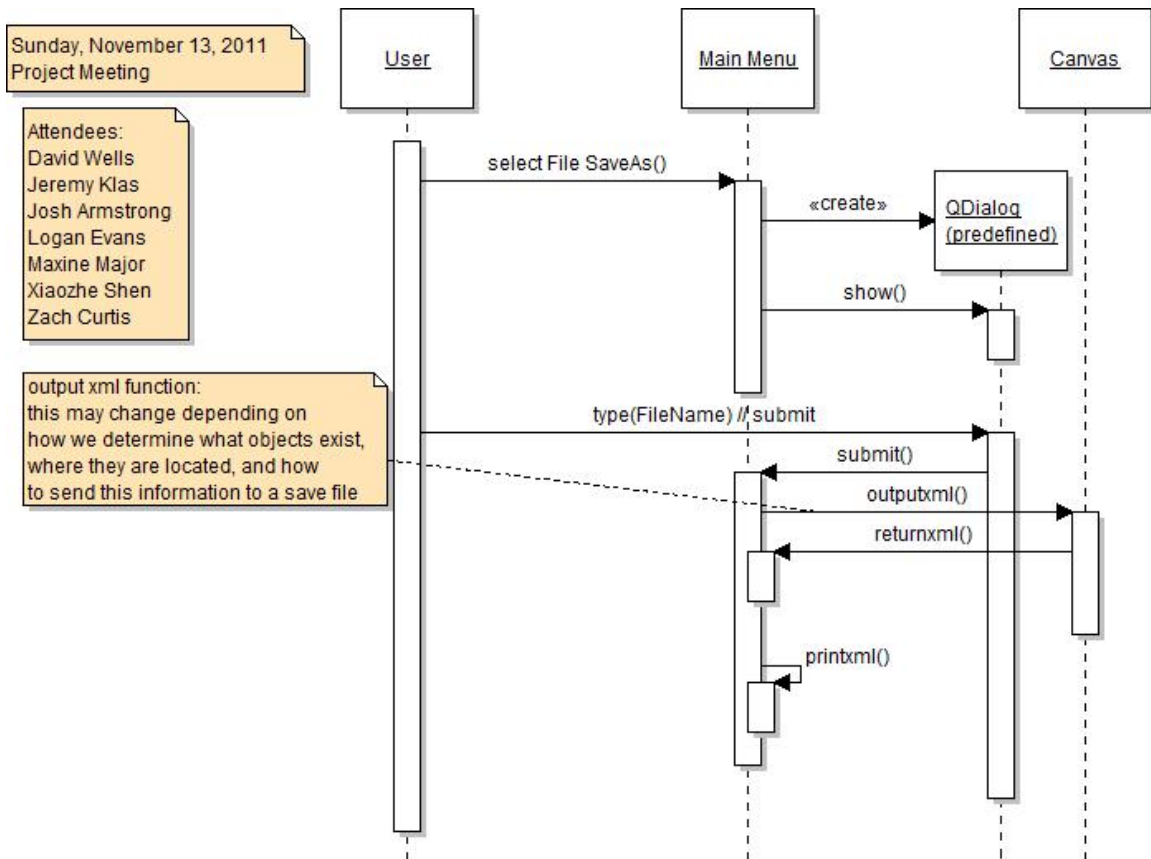 Sunday, November 13, 2011
Project Meeting
User
Main Menu
Canvas
Attendees:
David Wells
Jeremy Klas
Josh Armstrong
Logan Evans
Maxine Major
Xiaozhe Shen
Zach Curtis
select File SaveAs()
«create»
QDialog
(predefined)
show()
output xml function:
this may change depending on
how we determine what objects exist,
where they are located, and how
to send this information to a save file
type(FileName) // submit
submit()
outputxml()
returnxml()
printxml()